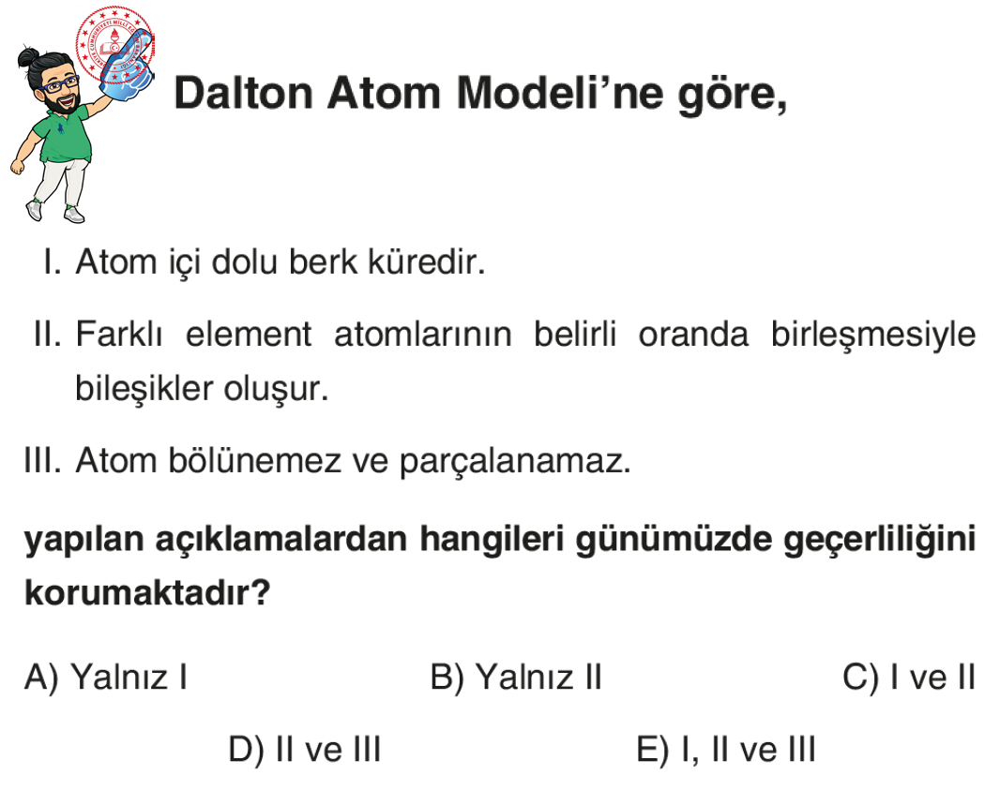 Dalton Atom Modeli’ne göre,
I. Atom içi dolu berk küredir.
II. Farklı element atomlarının belirli oranda birleşmesiyle
bileşikler oluşur.
III. Atom bölünemez ve parçalanamaz.
yapılan açıklamalardan hangileri günümüzde geçerliliğini
korumaktadır?
A) Yalnız I B) Yalnız II C) I ve II
D) II ve III E) I, II ve III